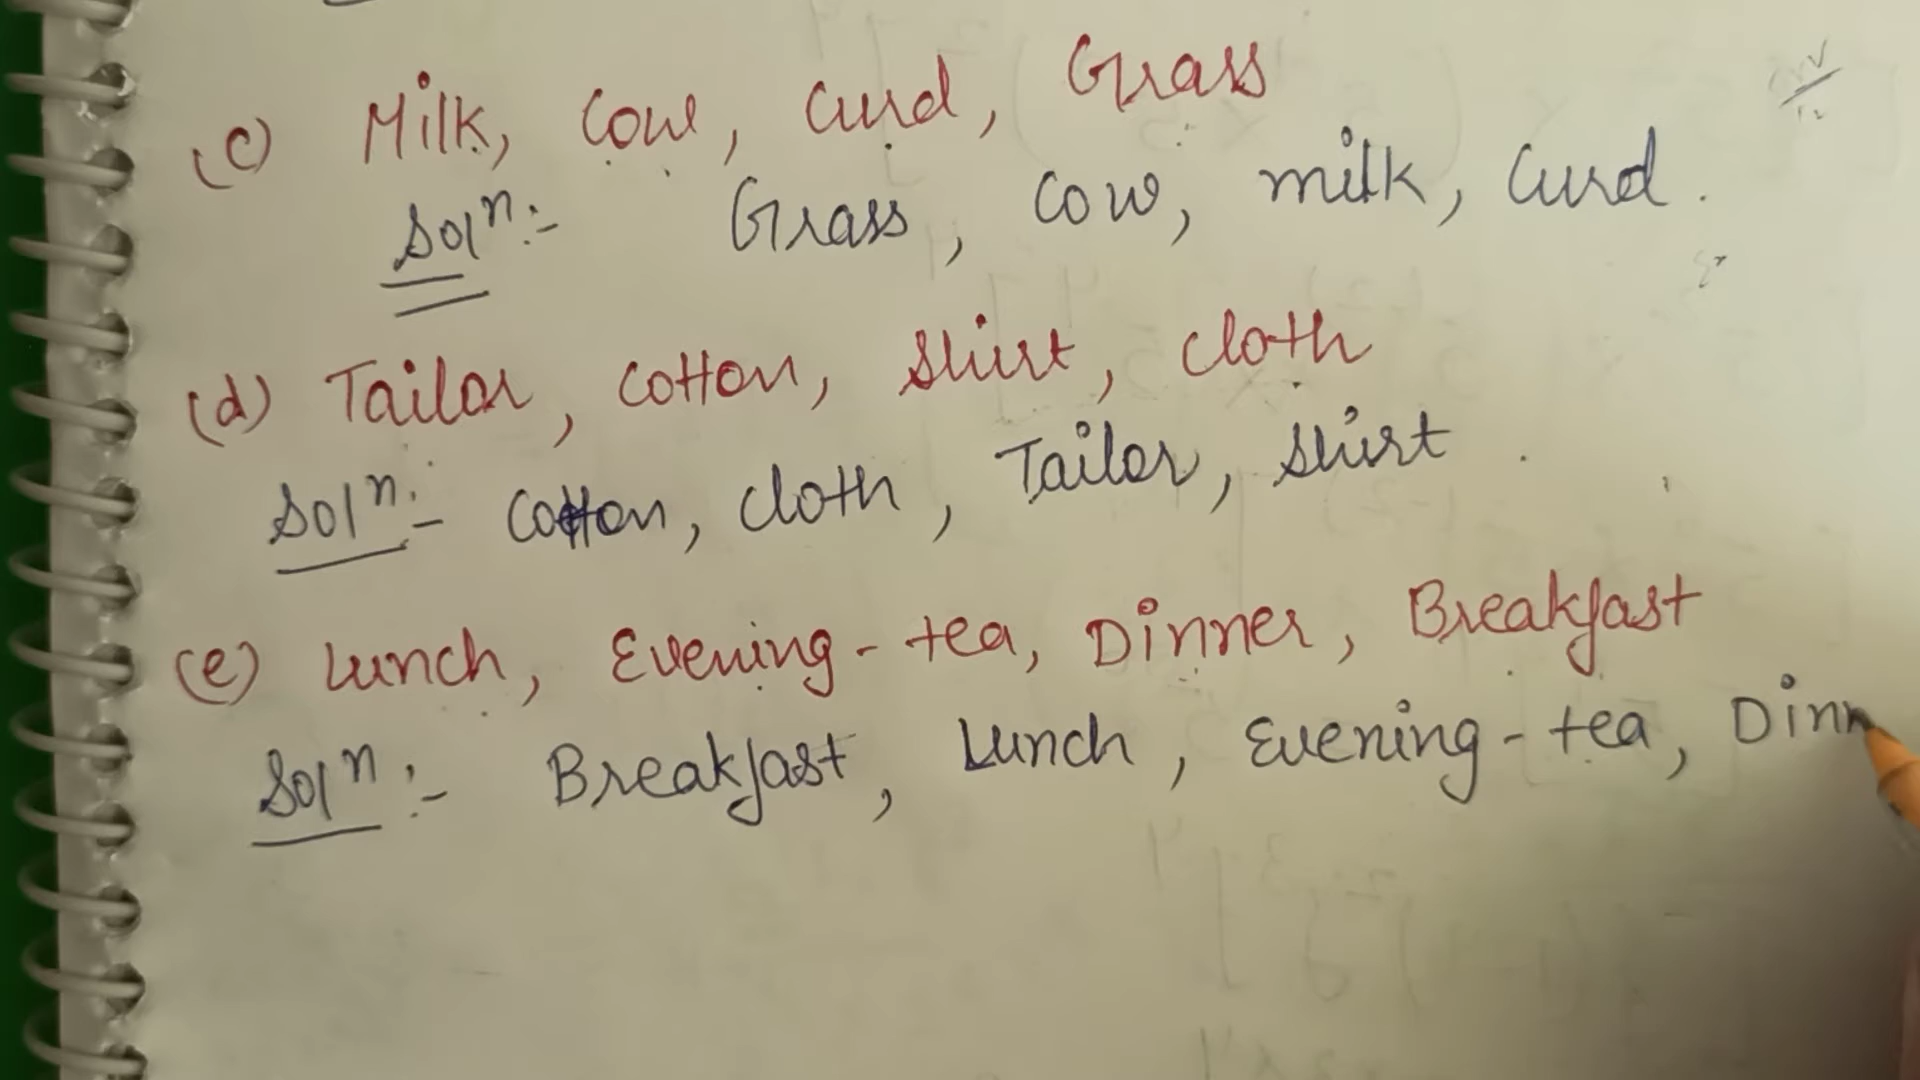 (c) Milk, Cow, Curd, Grass
Solⁿ:- Grass, Cow, milk, Curd.
(d) Tailor, Cotton, Shirt, Cloth
Solⁿ:- Cotton, Cloth, Tailor, Shirt.
(e) Lunch, Evening-tea, Dinner, Breakfast
Solⁿ:- Breakfast, Lunch, Evening-tea, Dinn